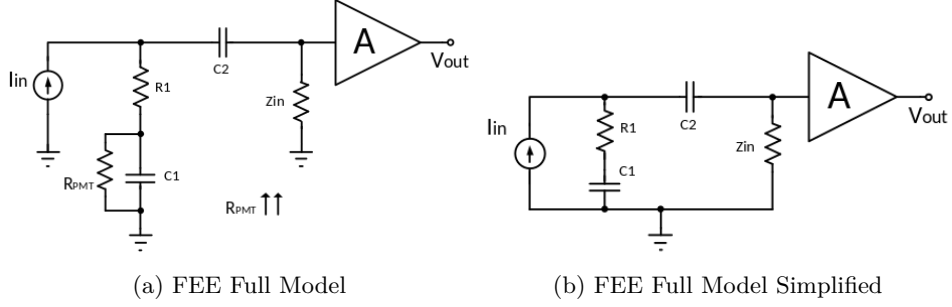 A
Vout
C2
Iin
R1
Zin
RPMT
C1
RPMT ↑↑
A
Vout
C2
Iin
R1
Zin
C1
(a) FEE Full Model
(b) FEE Full Model Simplified